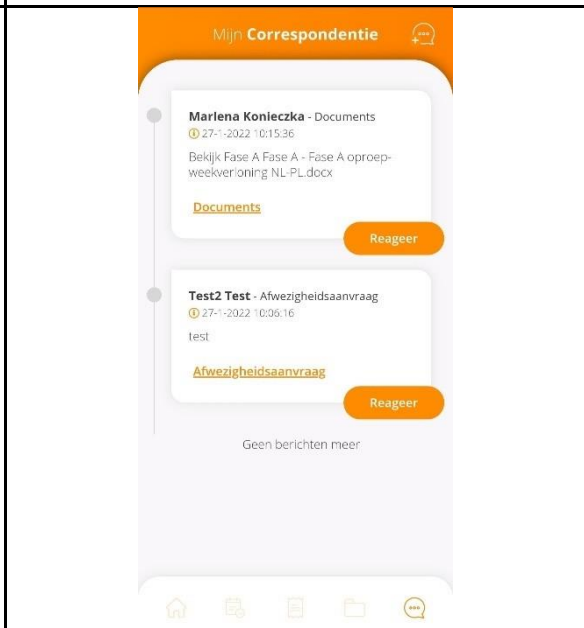 Mijn Correspondentie
Marlena Konieczka - Documents
27-1-2022 10:15:36
Bekijk Fase A Fase A - Fase A oproep-
weekverloning NL-PL.docx
Documents
Reageer
Test2 Test - Afwezigheidsaanvraag
27-1-2022 10:06:16
test
Afwezigheidsaanvraag
Reageer
Geen berichten meer